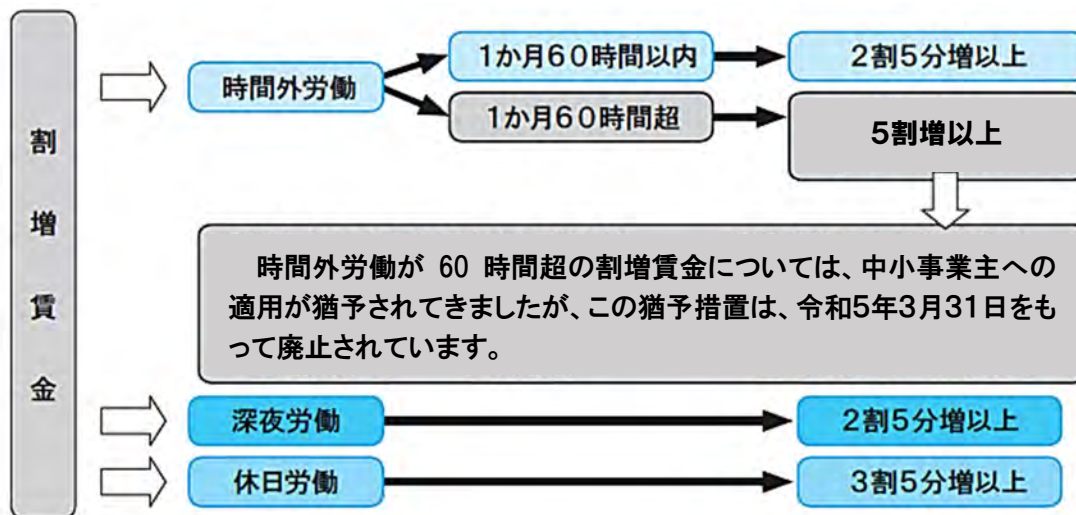 割増賃金
時間外労働
1か月60時間以内
2割5分増以上
1か月60時間超
5割増以上
時間外労働が 60 時間超の割増賃金については、中小事業主への
適用が猶予されてきましたが、この猶予措置は、令和5年3月31日をも
って廃止されています。
深夜労働
2割5分増以上
休日労働
3割5分増以上